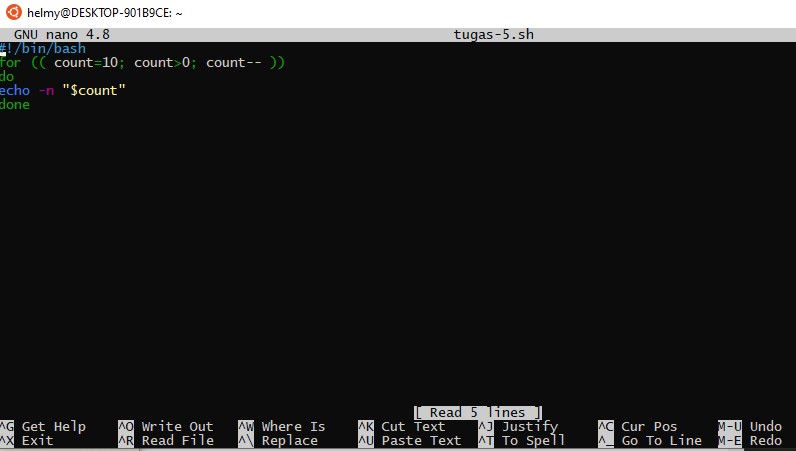 helmy@DESKTOP-901B9CE: ~
GNU nano 4.8 tugas-5.sh
#!/bin/bash
for (( count=10; count>0; count-- ))
do
echo -n "$count"
done
[ Read 5 lines ]
^G Get Help ^O Write Out ^W Where Is ^K Cut Text ^J Justify ^C Cur Pos M-U Undo
^X Exit ^R Read File ^\ Replace ^U Paste Text ^T To Spell ^_ Go To Line M-E Redo